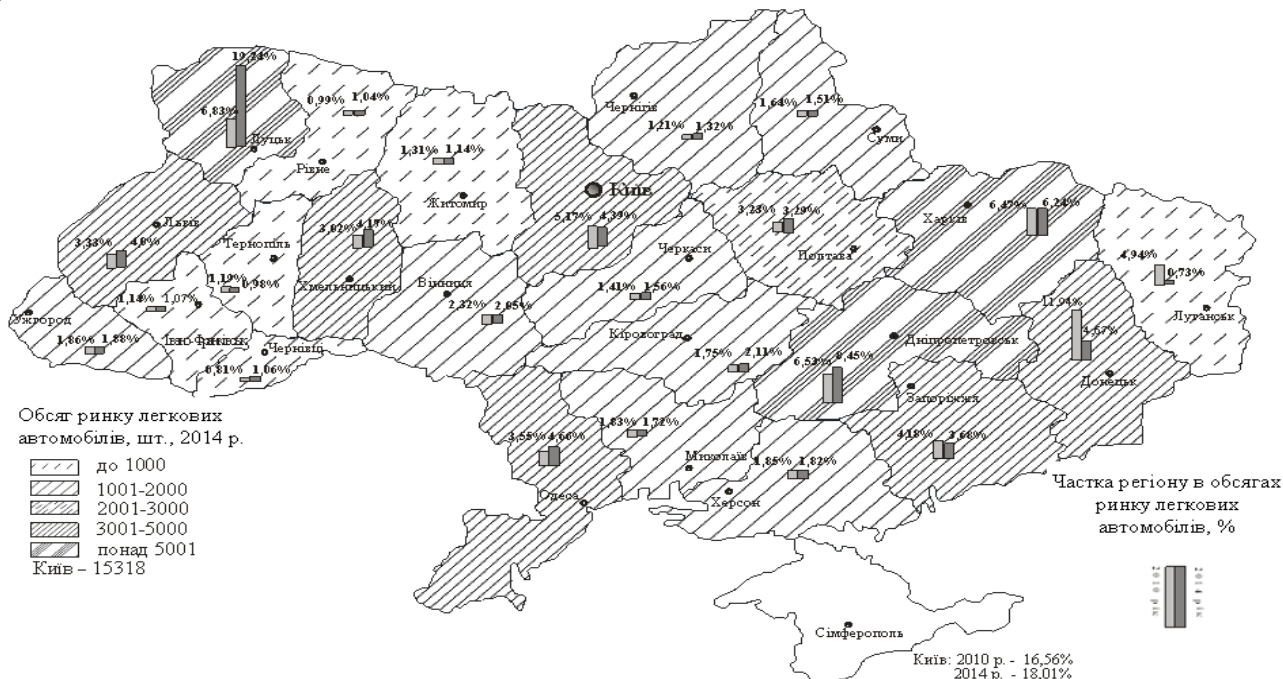 19,21%
6,83%
Луцьк
0,99% 1,04%
Рівне
1,31% 1,14%
Житомир
Чернігів
1,21% 1,32%
1,64% 1,51%
Суми
Київ
5,17% 4,39%
Львів
3,33% 4,0%
Тернопіль
1,19% 0,98%
3,02% 4,17%
Хмельницький
Вінниця
2,32% 2,05%
Черкаси
1,41% 1,56%
3,23% 3,29%
Полтава
Харків
6,47% 6,24%
4,94% 0,73%
Луганськ
Ужгород
1,86% 1,88%
1,14% 1,07%
Чернівці
0,81% 1,06%
Кіровоград
1,75% 2,11%
Дніпропетровськ
6,53% 8,45%
11,94% 4,67%
Донецьк
Запоріжжя
4,18% 3,68%
1,83% 1,72%
Миколаїв
3,55% 4,66%
Одеса
1,85% 1,82%
Херсон
Сімферополь
Обсяг ринку легкових
автомобілів, шт., 2014 р.
до 1000
1001-2000
2001-3000
3001-5000
понад 5001
Київ – 15318
Частка регіону в обсягах
ринку легкових
автомобілів, %
2010 рік
2014 рік
Київ: 2010 р. - 16,56%
2014 р. - 18,01%